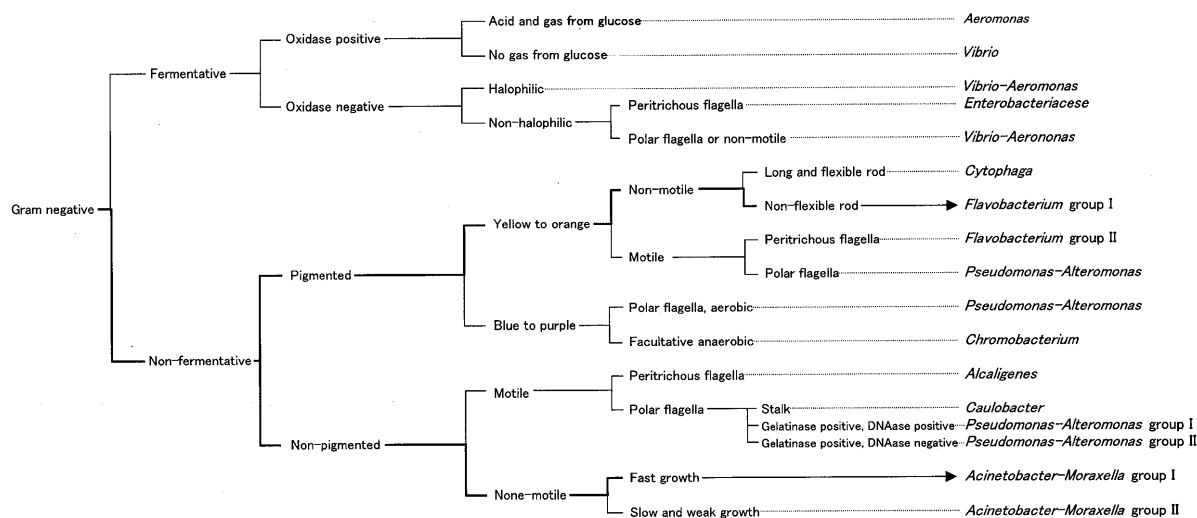 Acid and gas from glucose Aeromonas
Oxidase positive
No gas from glucose Vibrio
Fermentative
Halophilic Vibrio-Aeromonas
Oxidase negative Peritrichous flagella Enterobacteriacese
Non-halophilic
Polar flagella or non-motile Vibrio-Aerononas
Long and flexible rod Cytophaga
Non-motile
Gram negative Non-flexible rod Flavobacterium group I
Yellow to orange
Peritrichous flagella Flavobacterium group II
Motile
Pigmented Polar flagella Pseudomonas-Alteromonas
Polar flagella, aerobic Pseudomonas-Alteromonas
Blue to purple
Facultative anaerobic Chromobacterium
Non-fermentative
Peritrichous flagella Alcaligenes
Motile
Polar flagella Stalk Caulobacter
Gelatinase positive, DNAase positive Pseudomonas-Alteromonas group I
Non-pigmented Gelatinase positive, DNAase negative Pseudomonas-Alteromonas group II
Fast growth Acinetobacter-Moraxella group I
None-motile
Slow and weak growth Acinetobacter-Moraxella group II